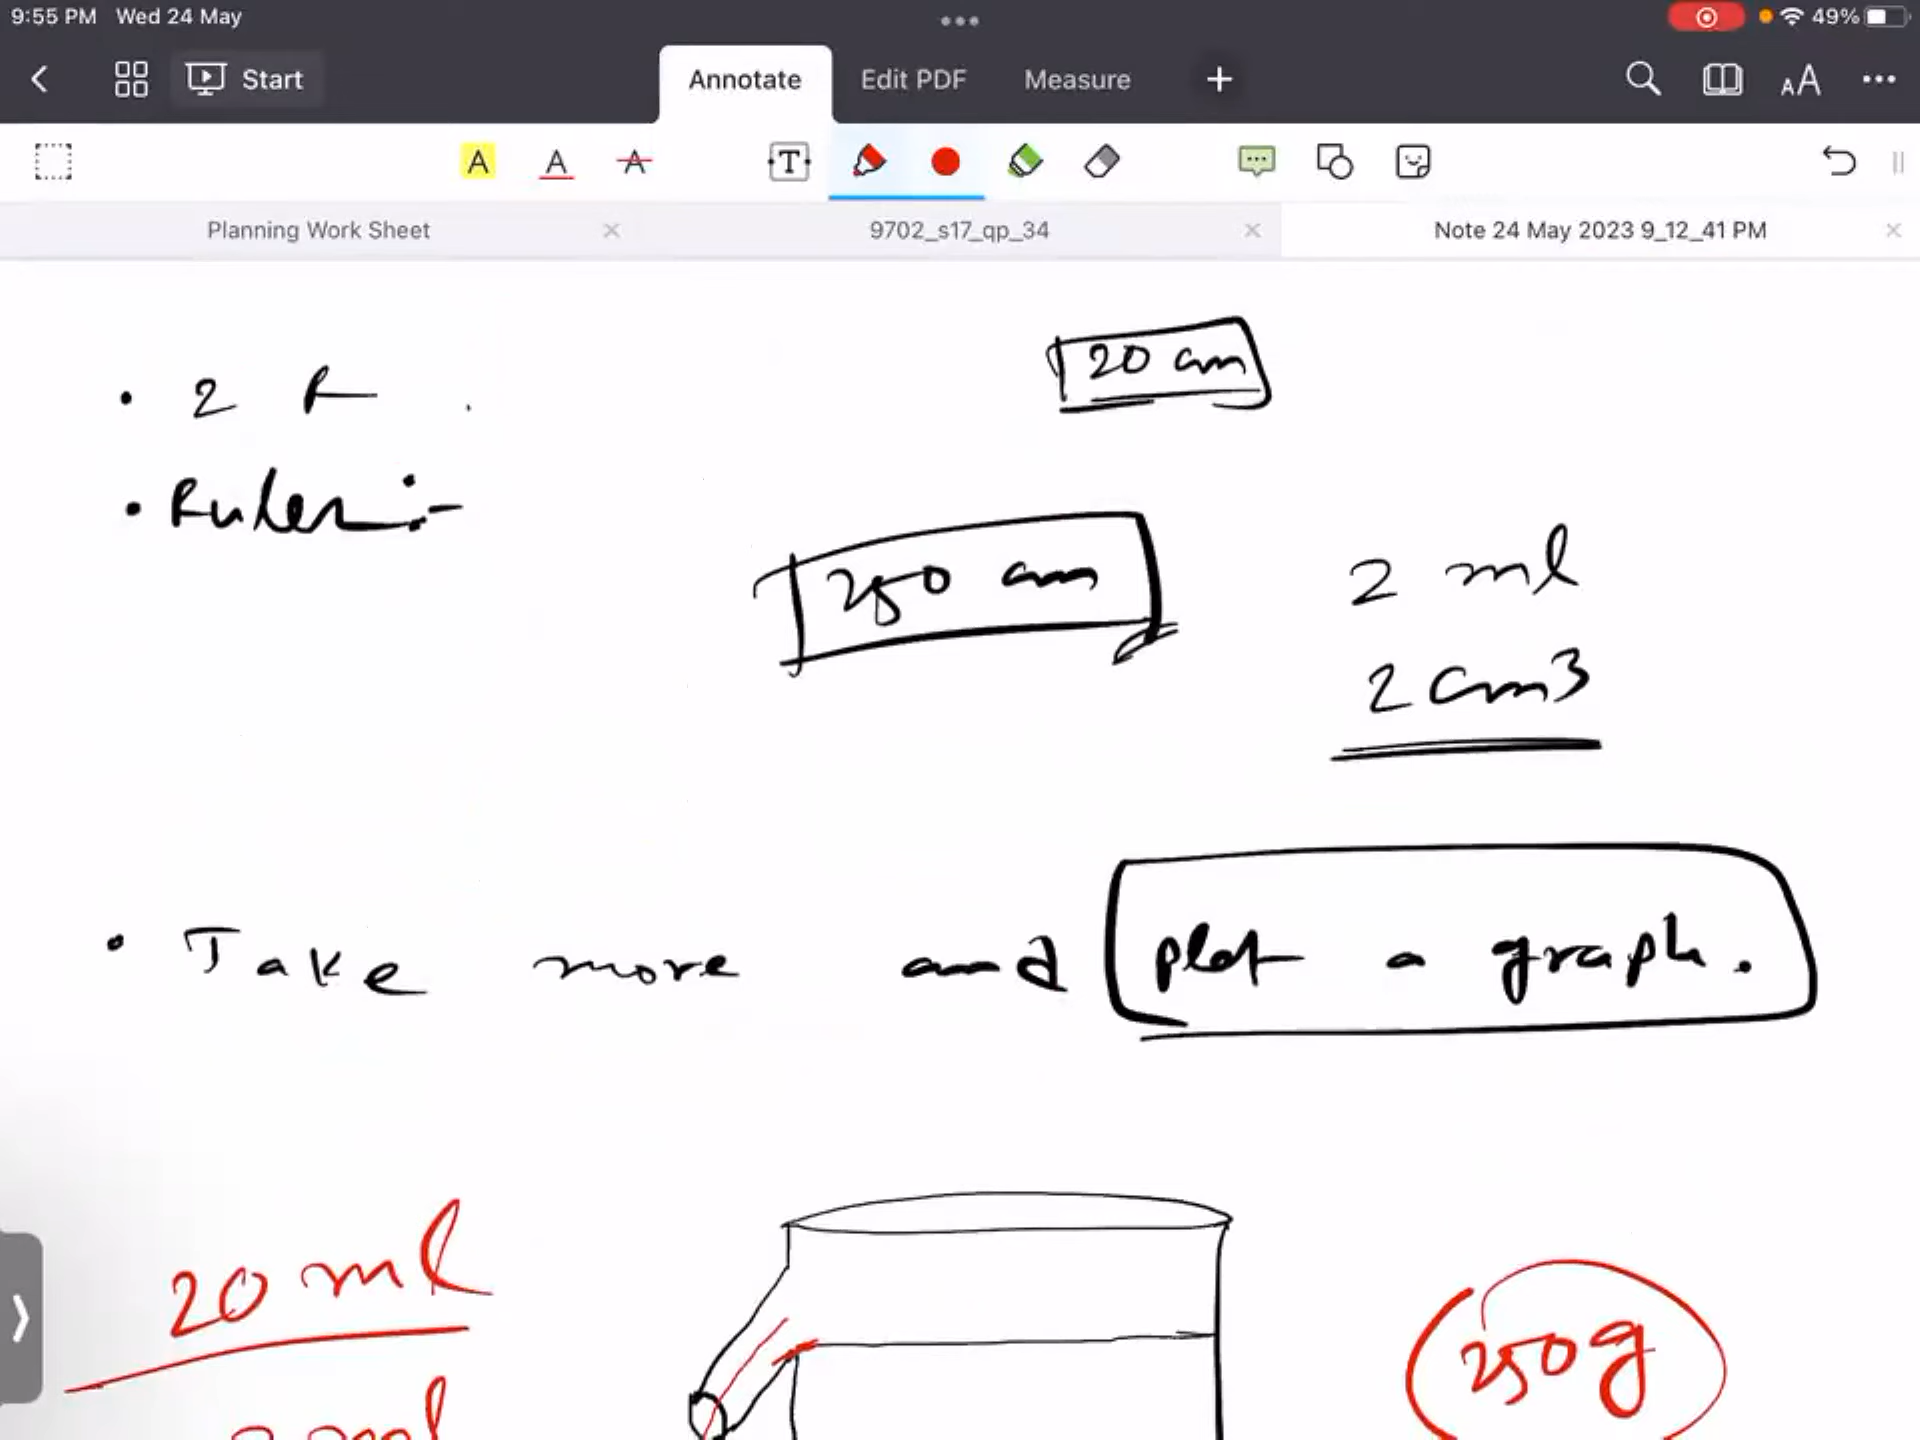 9:55 PM Wed 24 May
49%
Start
Annotate
Edit PDF
Measure
Planning Work Sheet
9702_s17_qp_34
Note 24 May 2023 9_12_41 PM
20 cm
• 2 R
• Ruler:-
250 cm
2 ml
2 cm3
• Take more and plot a graph.
20 ml
250g